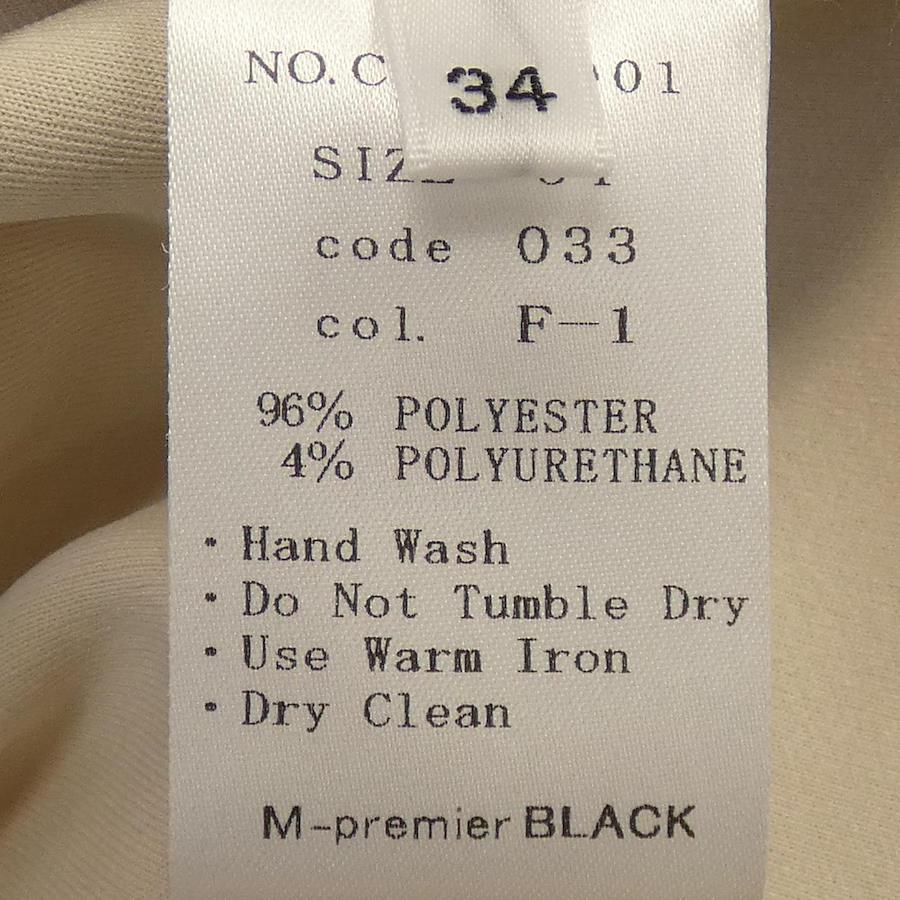 NO. C 01
34
SIZE
code 033
col. F-1
96% POLYESTER
4% POLYURETHANE
・Hand Wash
・Do Not Tumble Dry
・Use Warm Iron
・Dry Clean
M-premier BLACK